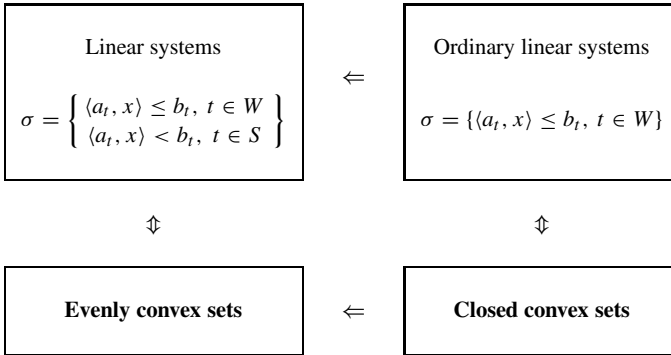 Linear systems
⇐
Ordinary linear systems
σ = { ⟨a_t, x⟩ ≤ b_t, t ∈ W
⟨a_t, x⟩ < b_t, t ∈ S }
σ = {⟨a_t, x⟩ ≤ b_t, t ∈ W}
⇕ ⇕
Evenly convex sets
⇐
Closed convex sets